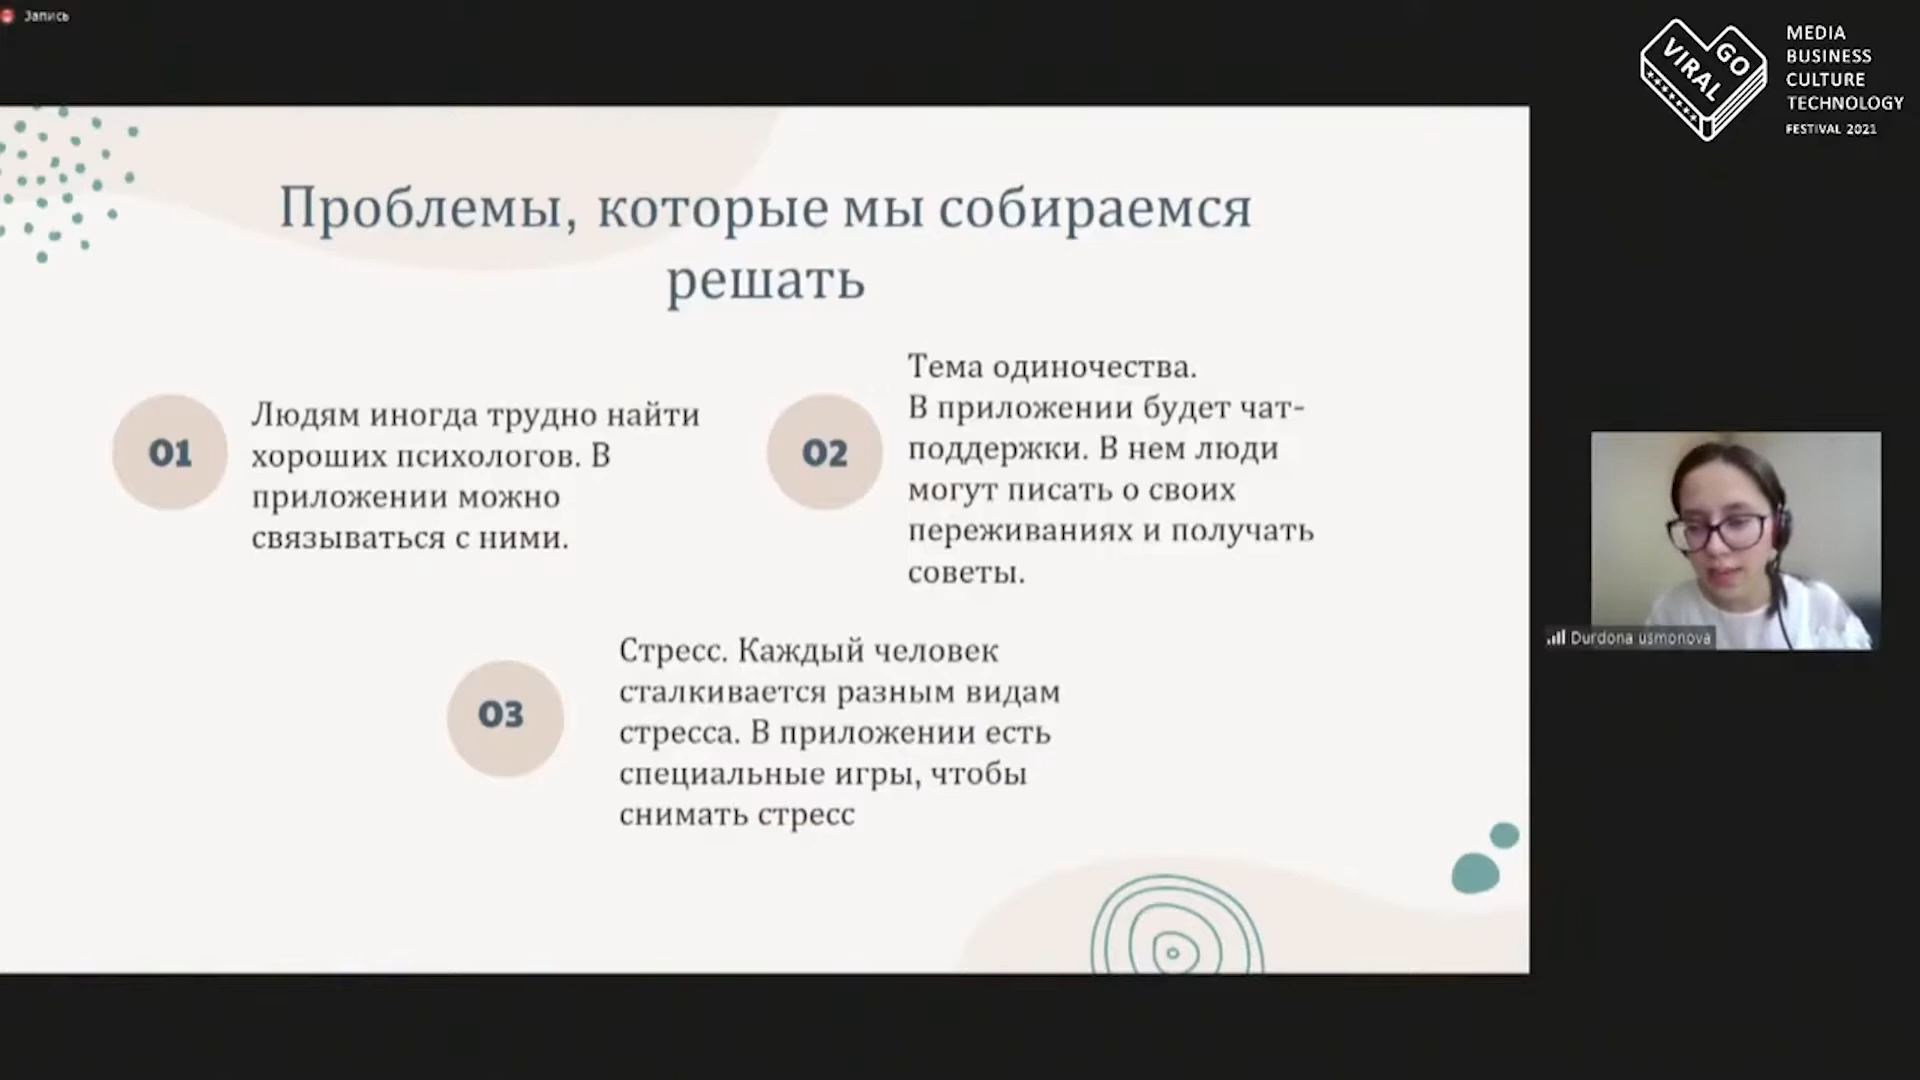 Запись
VIRAL
GO
MEDIA
BUSINESS
CULTURE
TECHNOLOGY
FESTIVAL 2021
Проблемы, которые мы собираемся
решать
01
Людям иногда трудно найти
хороших психологов. В
приложении можно
связываться с ними.
02
Тема одиночества.
В приложении будет чат-
поддержки. В нем люди
могут писать о своих
переживаниях и получать
советы.
03
Стресс. Каждый человек
сталкивается разным видам
стресса. В приложении есть
специальные игры, чтобы
снимать стресс
Durdona usmonova